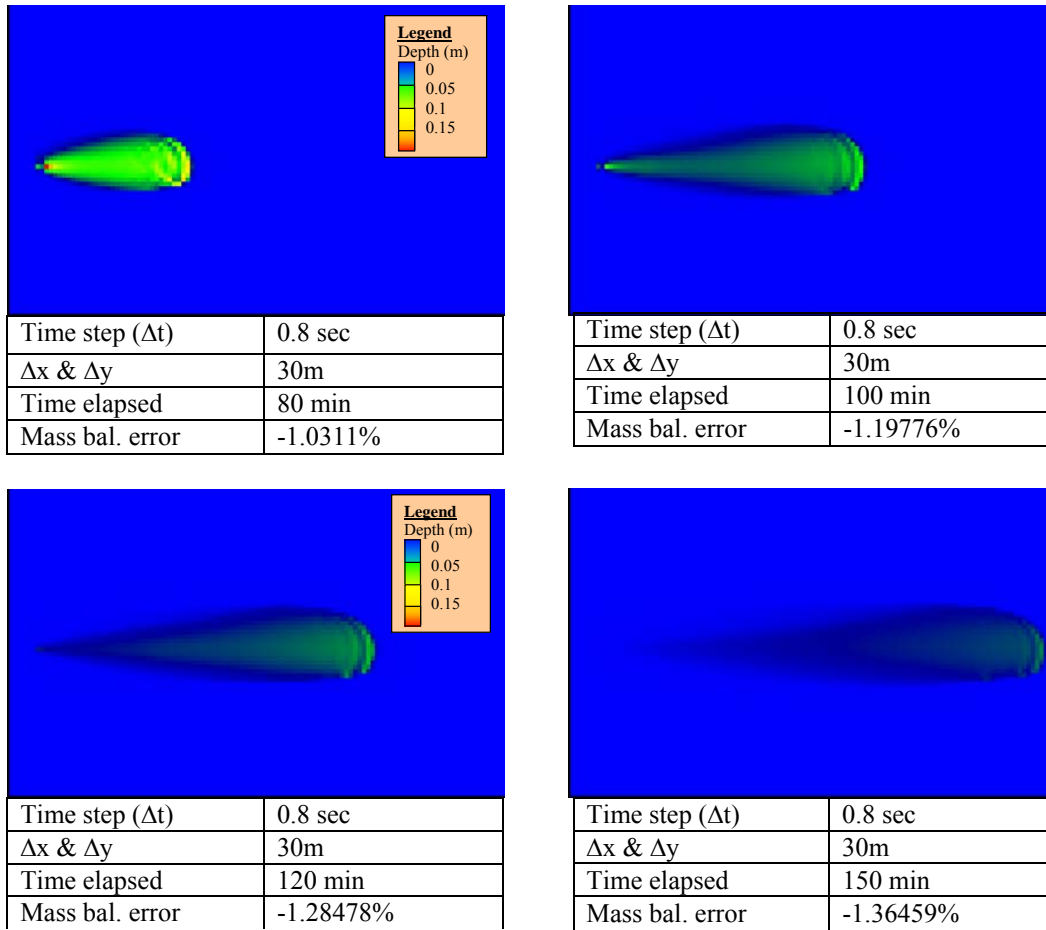 Legend
Depth (m)
0
0.05
0.1
0.15
Time step (Δt) 0.8 sec
Δx & Δy 30m
Time elapsed 80 min
Mass bal. error -1.0311%
Time step (Δt) 0.8 sec
Δx & Δy 30m
Time elapsed 100 min
Mass bal. error -1.19776%
Legend
Depth (m)
0
0.05
0.1
0.15
Time step (Δt) 0.8 sec
Δx & Δy 30m
Time elapsed 120 min
Mass bal. error -1.28478%
Time step (Δt) 0.8 sec
Δx & Δy 30m
Time elapsed 150 min
Mass bal. error -1.36459%